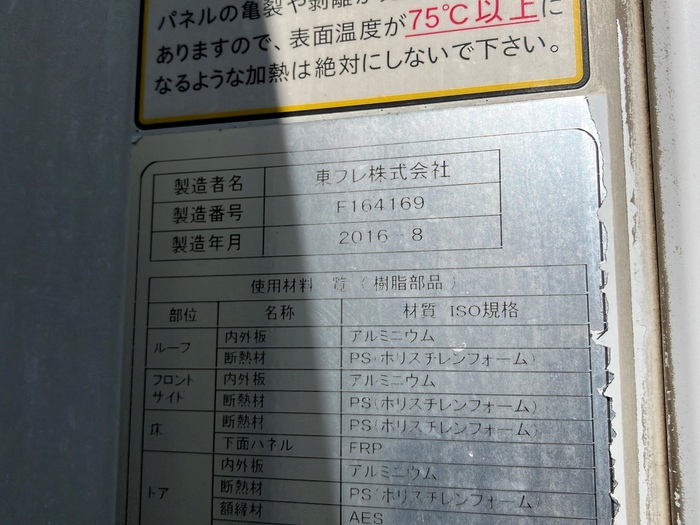 パネルの亀裂や剥離が
ありますので、表面温度が75℃以上に
なるような加熱は絶対にしないで下さい。
製造者名 東フレ株式会社
製造番号 F164169
製造年月 2016-8
使用材料 覧(樹脂部品)
部位 名称 材質 ISO規格
ルーフ 内外板 アルミニウム
断熱材 PS(ホリスチレンフォーム)
フロント
サイト 内外板 アルミニウム
断熱材 PS(ホリスチレンフォーム)
床 断熱材 PS(ホリスチレンフォーム)
下面ハネル FRP
トア 内外板 アルミニウム
断熱材 PS(ホリスチレンフォーム)
額縁材 AES